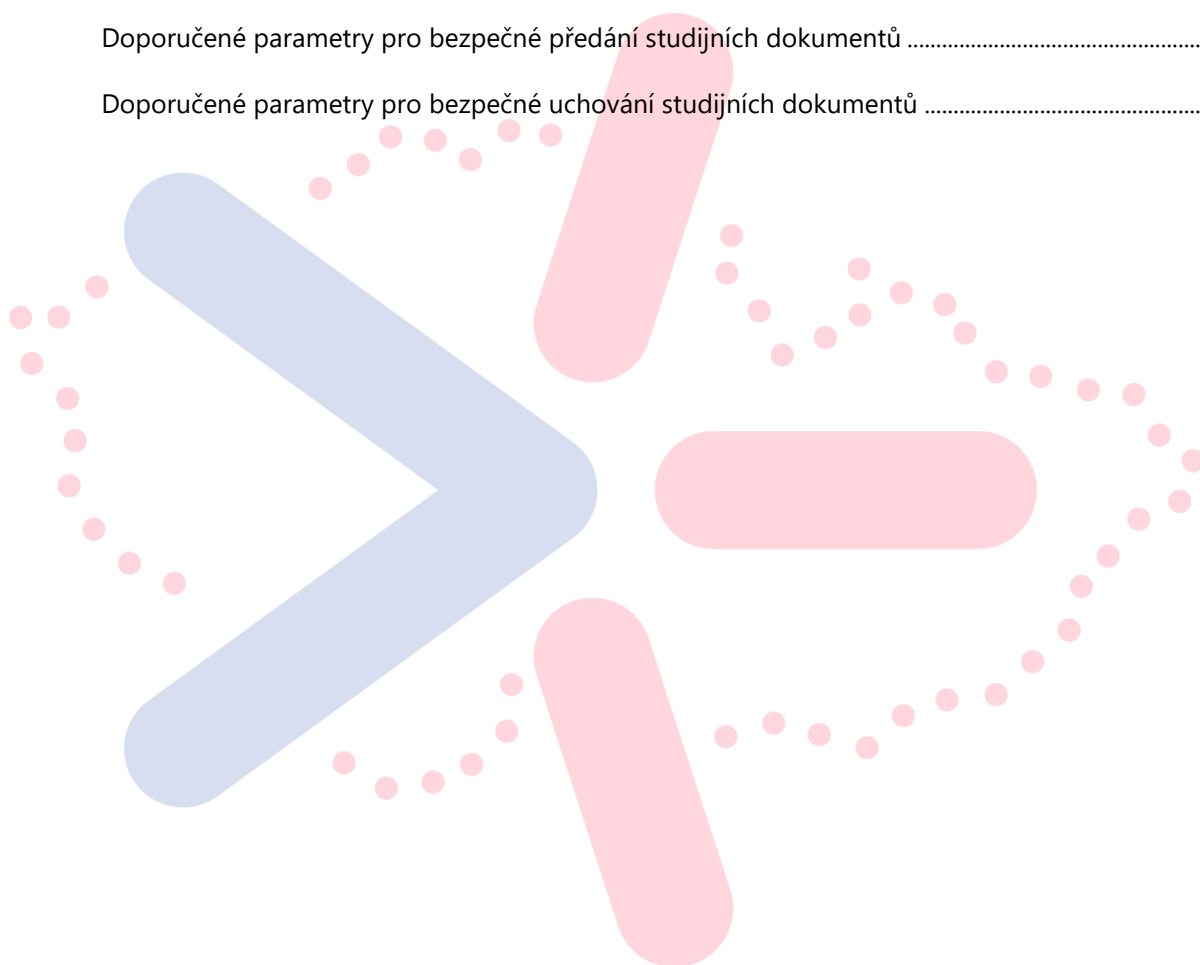 Doporučené parametry pro bezpečné předání studijních dokumentů ........................................................
Doporučené parametry pro bezpečné uchování studijních dokumentů .....................................................